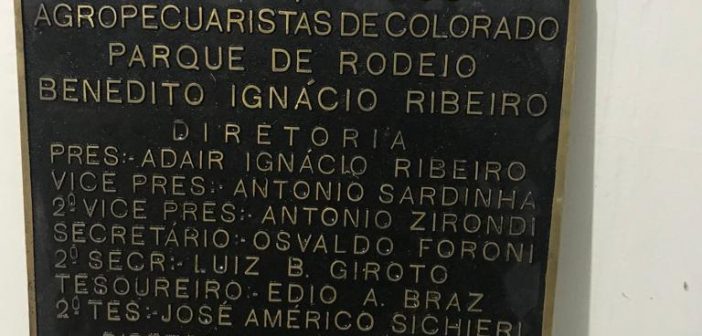 AGROPECUARISTAS DE COLORADO
PARQUE DE RODEIO
BENEDITO IGNÁCIO RIBEIRO
DIRETORIA
PRES:- ADAIR IGNÁCIO RIBEIRO
VICE PRES:- ANTONIO SARDINHA
2º VICE PRES:- ANTONIO ZIRONDI
SECRETÁRIO:- OSVALDO FORONI
2º SECR:- LUIZ B. GIROTO
TESOUREIRO:- EDIO A. BRAZ
2º TES:- JOSÉ AMÉRICO SICHIERI